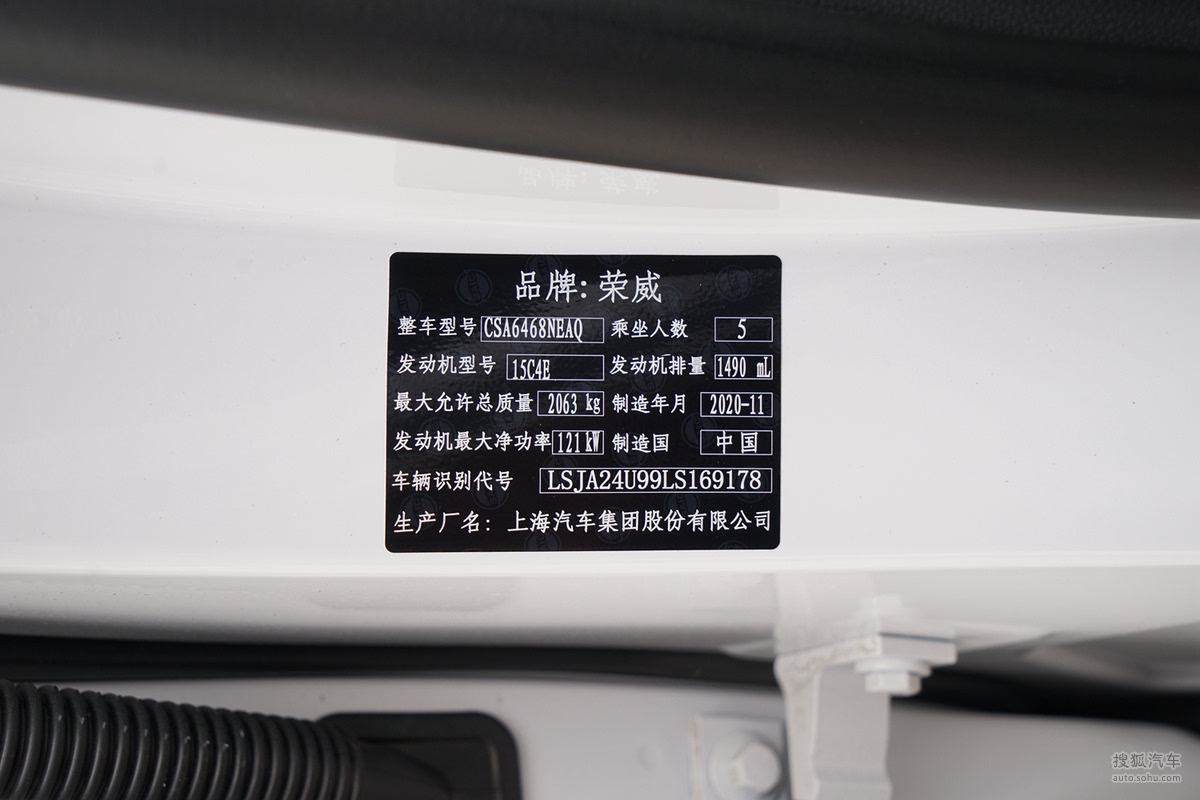 品牌: 荣威
整车型号 CSA6468NEAQ 乘坐人数 5
发动机型号 15C4E 发动机排量 1490 mL
最大允许总质量 2063 kg 制造年月 2020-11
发动机最大净功率 121 kW 制造国 中国
车辆识别代号 LSJA24U99LS169178
生产厂名: 上海汽车集团股份有限公司
搜狐汽车
auto.sohu.com